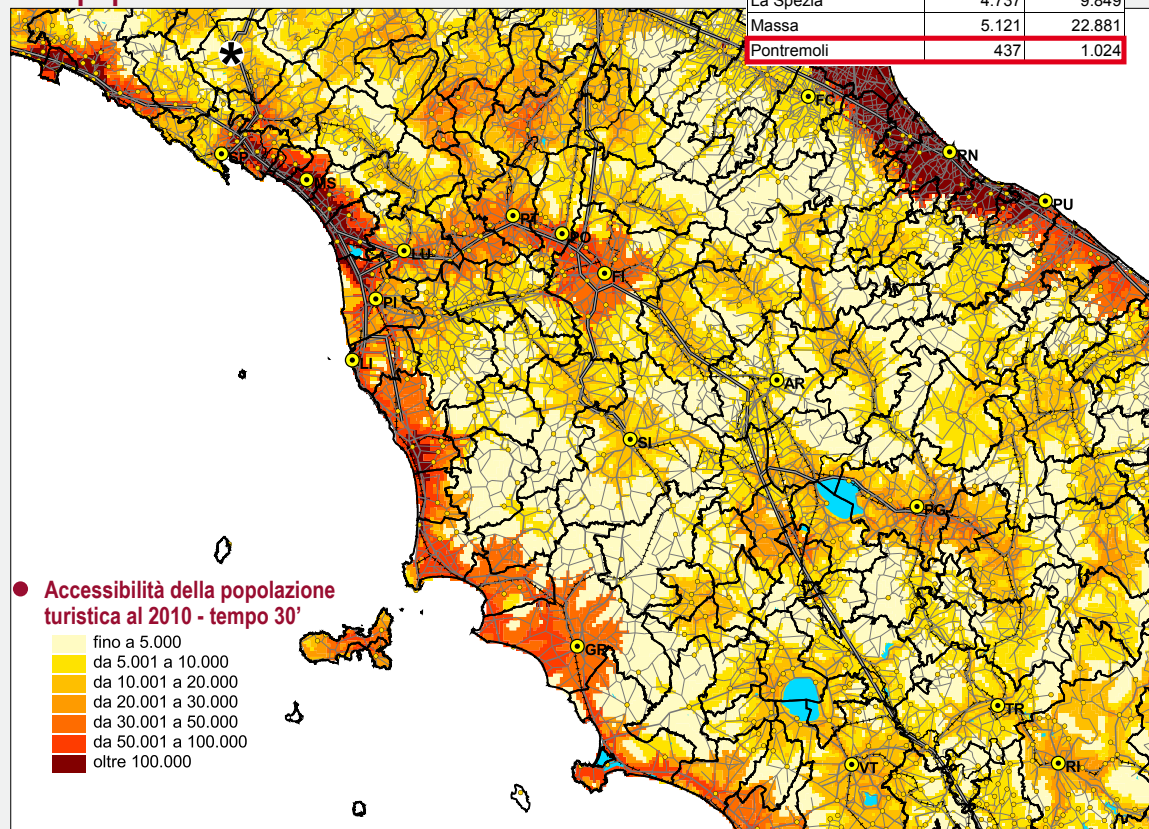 La Spezia 4.737 9.849
Massa 5.121 22.881
Pontremoli 437 1.024
*
FC
SP
RN
MS
PU
PT
PO
LU
FI
PI
LI
AR
SI
PG
Accessibilità della popolazione
turistica al 2010 - tempo 30’
fino a 5.000
da 5.001 a 10.000
da 10.001 a 20.000
da 20.001 a 30.000
da 30.001 a 50.000
da 50.001 a 100.000
oltre 100.000
GR
TR
VT
RI